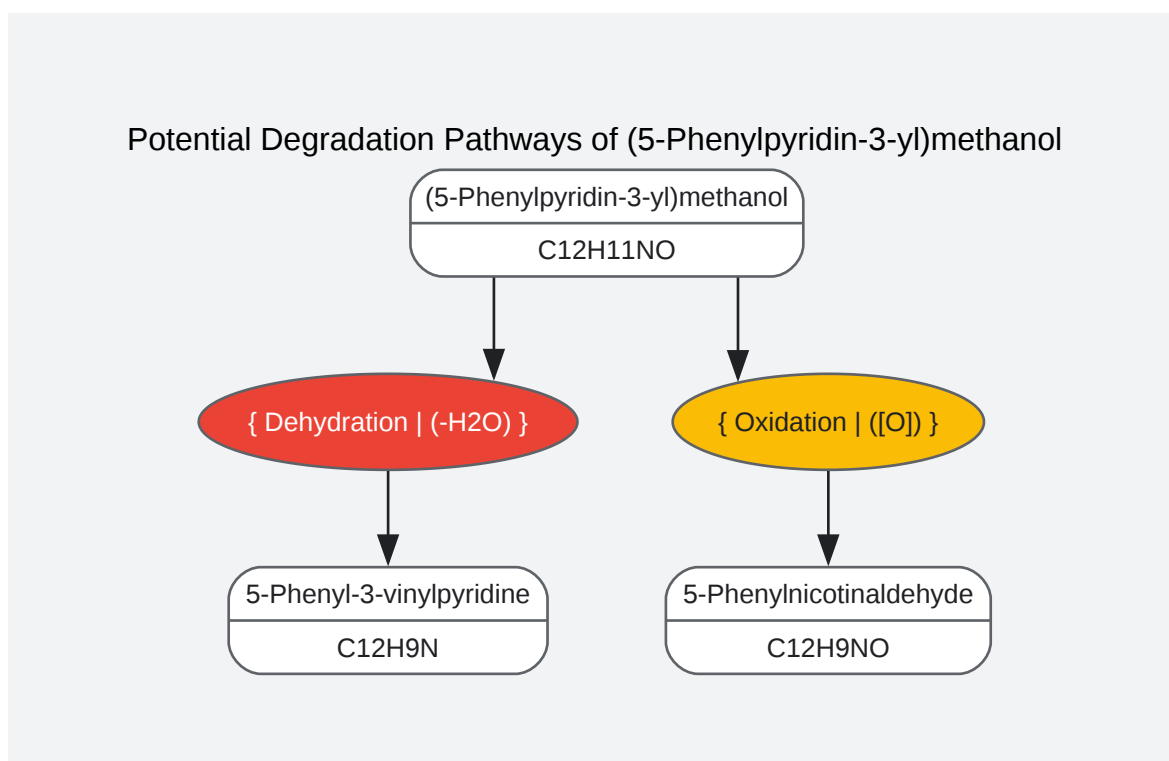 Potential Degradation Pathways of (5-Phenylpyridin-3-yl)methanol
(5-Phenylpyridin-3-yl)methanol
C12H11NO
{ Dehydration | (-H2O) }
{ Oxidation | ([O]) }
5-Phenyl-3-vinylpyridine
C12H9N
5-Phenylnicotinaldehyde
C12H9NO